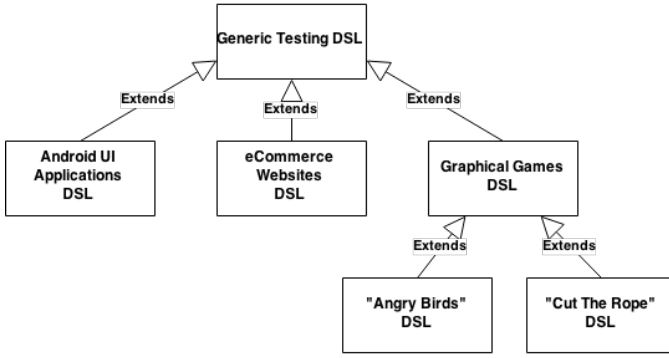 Generic Testing DSL
Extends
Extends
Extends
Android UI
Applications
DSL
eCommerce
Websites
DSL
Graphical Games
DSL
Extends
Extends
"Angry Birds"
DSL
"Cut The Rope"
DSL